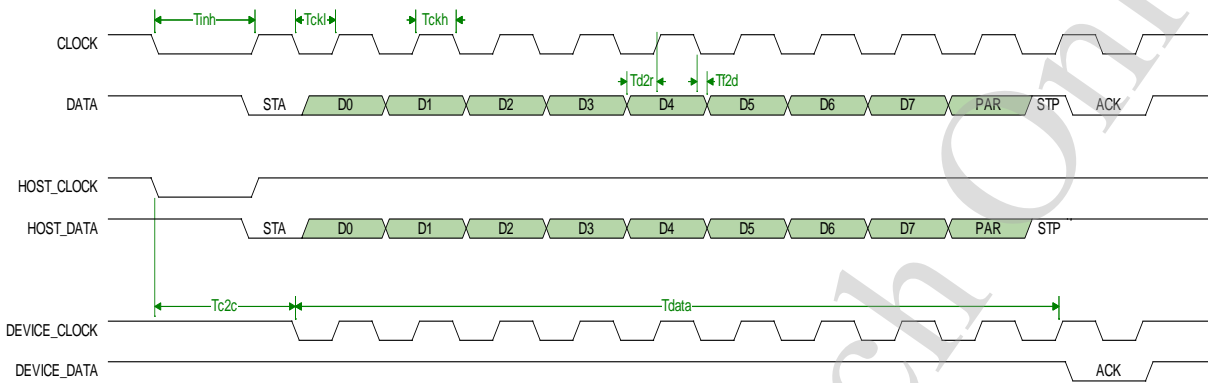 Tinh Tckl Tckh
CLOCK
Td2r Tf2d
DATA STA D0 D1 D2 D3 D4 D5 D6 D7 PAR STP ACK
HOST_CLOCK
HOST_DATA STA D0 D1 D2 D3 D4 D5 D6 D7 PAR STP
Tc2c Tdata
DEVICE_CLOCK
DEVICE_DATA ACK